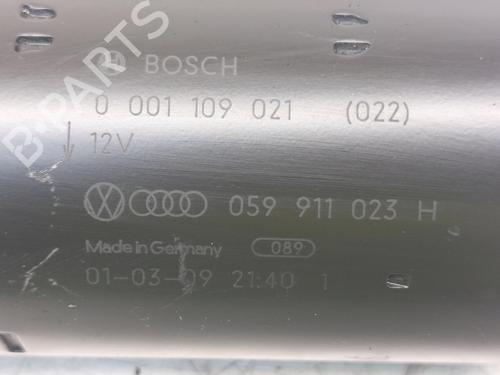 BOSCH
0 001 109 021 (022)
12V
059 911 023 H
Made in Germany 089
01-03-09 21:40 1
B-PARTS